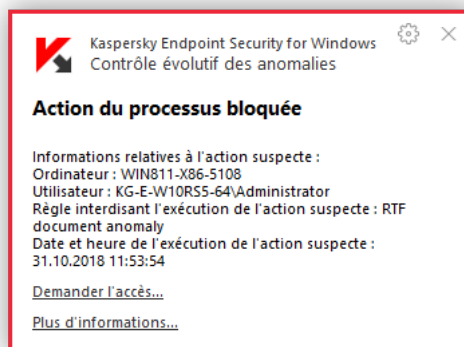 Kaspersky Endpoint Security for Windows
Contrôle évolutif des anomalies
Action du processus bloquée
Informations relatives à l'action suspecte :
Ordinateur : WIN811-X86-5108
Utilisateur : KG-E-W10RS5-64\Administrator
Règle interdisant l'exécution de l'action suspecte : RTF
document anomaly
Date et heure de l'exécution de l'action suspecte :
31.10.2018 11:53:54
Demander l'accès...
Plus d'informations...